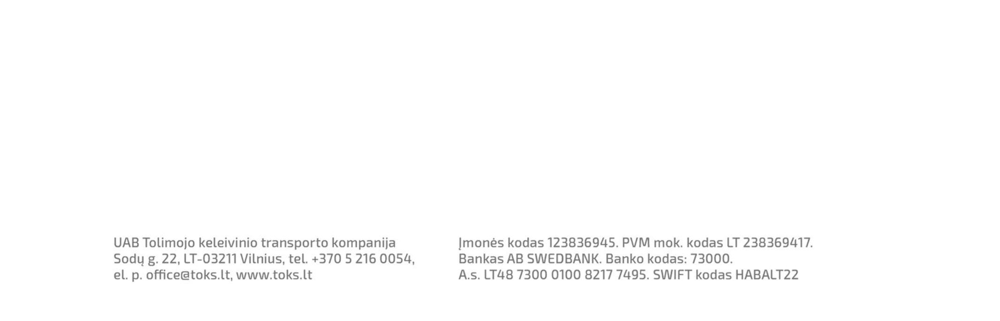 UAB Tolimojo keleivinio transporto kompanija
Sodų g. 22, LT-03211 Vilnius, tel. +370 5 216 0054,
el. p. office@toks.lt, www.toks.lt
Įmonės kodas 123836945. PVM mok. kodas LT 238369417.
Bankas AB SWEDBANK. Banko kodas: 73000.
A.s. LT48 7300 0100 8217 7495. SWIFT kodas HABALT22